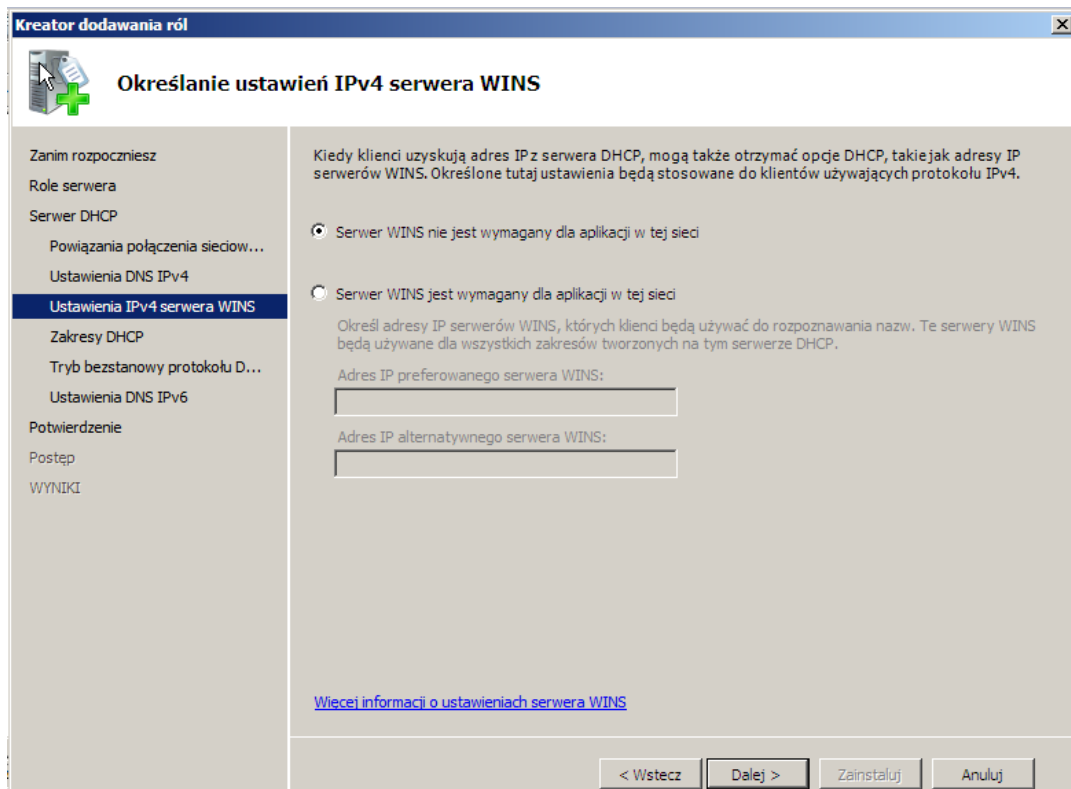 Kreator dodawania ról
Określanie ustawień IPv4 serwera WINS
Zanim rozpoczniesz
Role serwera
Serwer DHCP
Powiązania połączenia sieciow...
Ustawienia DNS IPv4
Ustawienia IPv4 serwera WINS
Zakresy DHCP
Tryb bezstanowy protokołu D...
Ustawienia DNS IPv6
Potwierdzenie
Postęp
WYNIKI
Kiedy klienci uzyskują adres IP z serwera DHCP, mogą także otrzymać opcje DHCP, takie jak adresy IP
serwerów WINS. Określone tutaj ustawienia będą stosowane do klientów używających protokołu IPv4.
Serwer WINS nie jest wymagany dla aplikacji w tej sieci
Serwer WINS jest wymagany dla aplikacji w tej sieci
Określ adresy IP serwerów WINS, których klienci będą używać do rozpoznawania nazw. Te serwery WINS
będą używane dla wszystkich zakresów tworzonych na tym serwerze DHCP.
Adres IP preferowanego serwera WINS:
Adres IP alternatywnego serwera WINS:
Więcej informacji o ustawieniach serwera WINS
< Wstecz
Dalej >
Zainstaluj
Anuluj